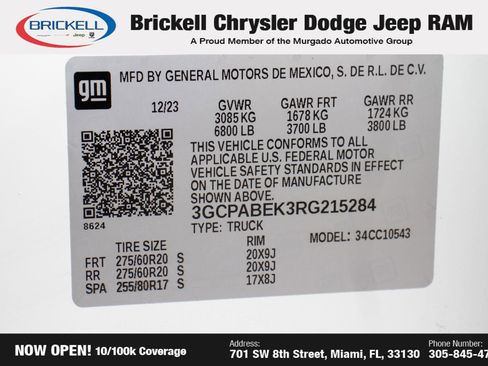 BRICKELL
Brickell Chrysler Dodge Jeep RAM
A Proud Member of the Murgado Automotive Group
gm
MFD BY GENERAL MOTORS DE MEXICO, S. DE R.L. DE C.V.
12/23 GVWR GAWR FRT GAWR RR
3085 KG 1678 KG 1724 KG
6800 LB 3700 LB 3800 LB
THIS VEHICLE CONFORMS TO ALL
APPLICABLE U.S. FEDERAL MOTOR
VEHICLE SAFETY STANDARDS IN EFFECT
ON THE DATE OF MANUFACTURE
SHOWN ABOVE.
3GCPABEK3RG215284
8624
TYPE: TRUCK MODEL: 34CC10543
TIRE SIZE RIM
FRT 275/60R20 S 20X9J
RR 275/60R20 S 20X9J
SPA 255/80R17 S 17X8J
NOW OPEN! 10/100k Coverage
Address:
701 SW 8th Street, Miami, FL, 33130
Phone Number:
305-845-47